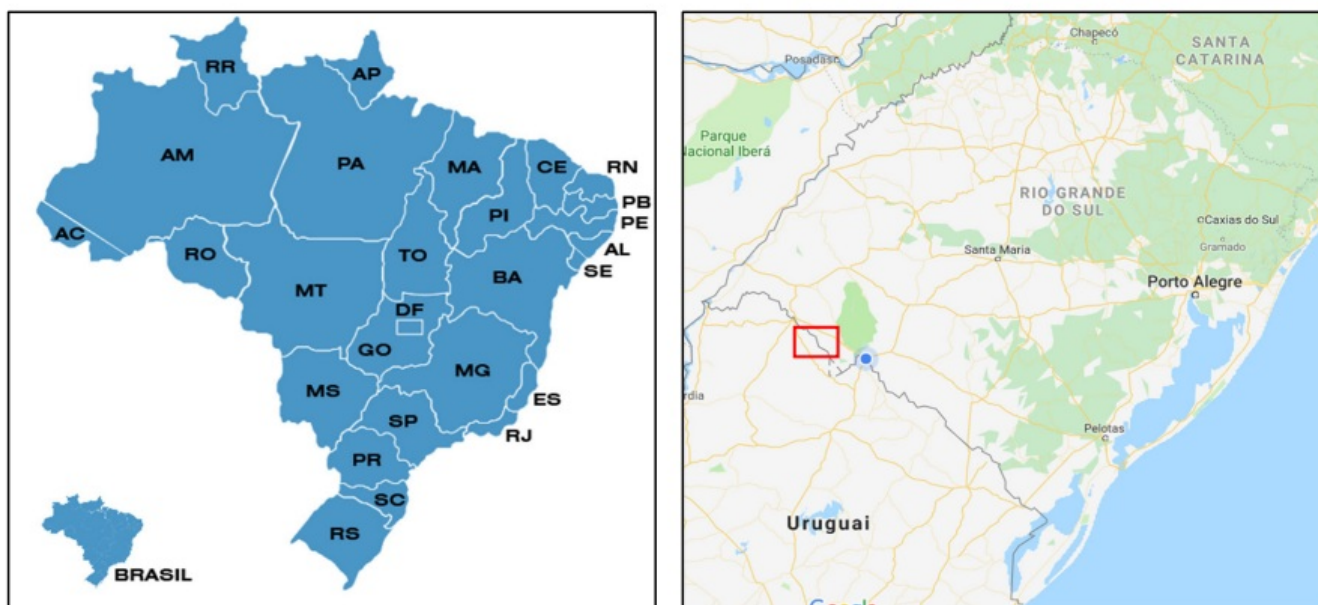 RR
AP
AM
PA
MA
CE
RN
PB
PE
AL
SE
PI
AC
RO
TO
BA
MT
DF
GO
MG
MS
ES
SP
RJ
PR
SC
RS
BRASIL
Chapecó
SANTA
CATARINA
Posadas
Parque
Nacional Iberá
RIO GRANDE
DO SUL
Caxias do Sul
Gramado
Santa Maria
Porto Alegre
rdia
Pelotas
Uruguai
Google